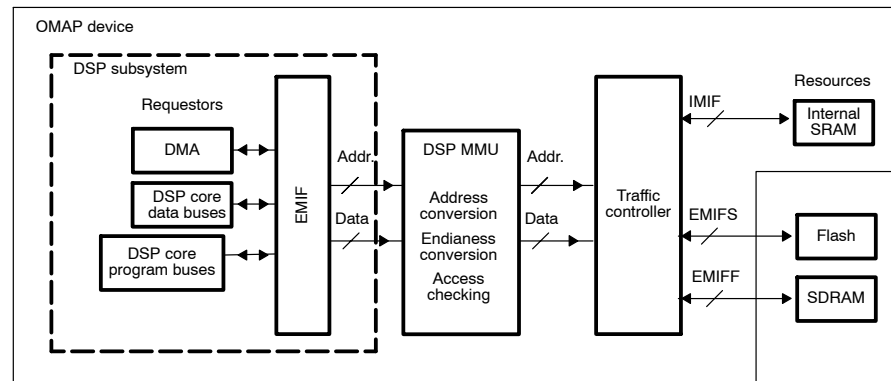 OMAP device
DSP subsystem
Requestors
DMA
DSP core
data buses
DSP core
program buses
EMIF
Addr.
Data
DSP MMU
Address
conversion
Endianess
conversion
Access
checking
Addr.
Data
Traffic
controller
IMIF
EMIFS
EMIFF
Resources
Internal
SRAM
Flash
SDRAM